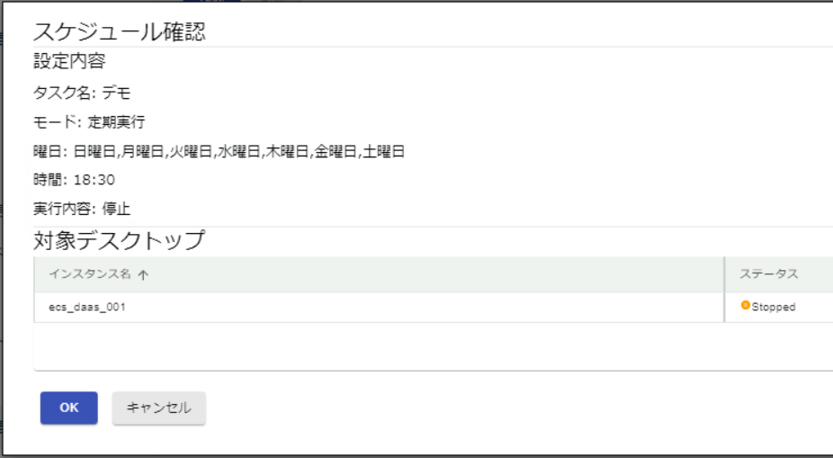 スケジュール確認
設定内容
タスク名: デモ
モード: 定期実行
曜日: 日曜日,月曜日,火曜日,水曜日,木曜日,金曜日,土曜日
時間: 18:30
実行内容: 停止
対象デスクトップ
インスタンス名 ↑ ステータス
ecs_daas_001 Stopped
OK キャンセル